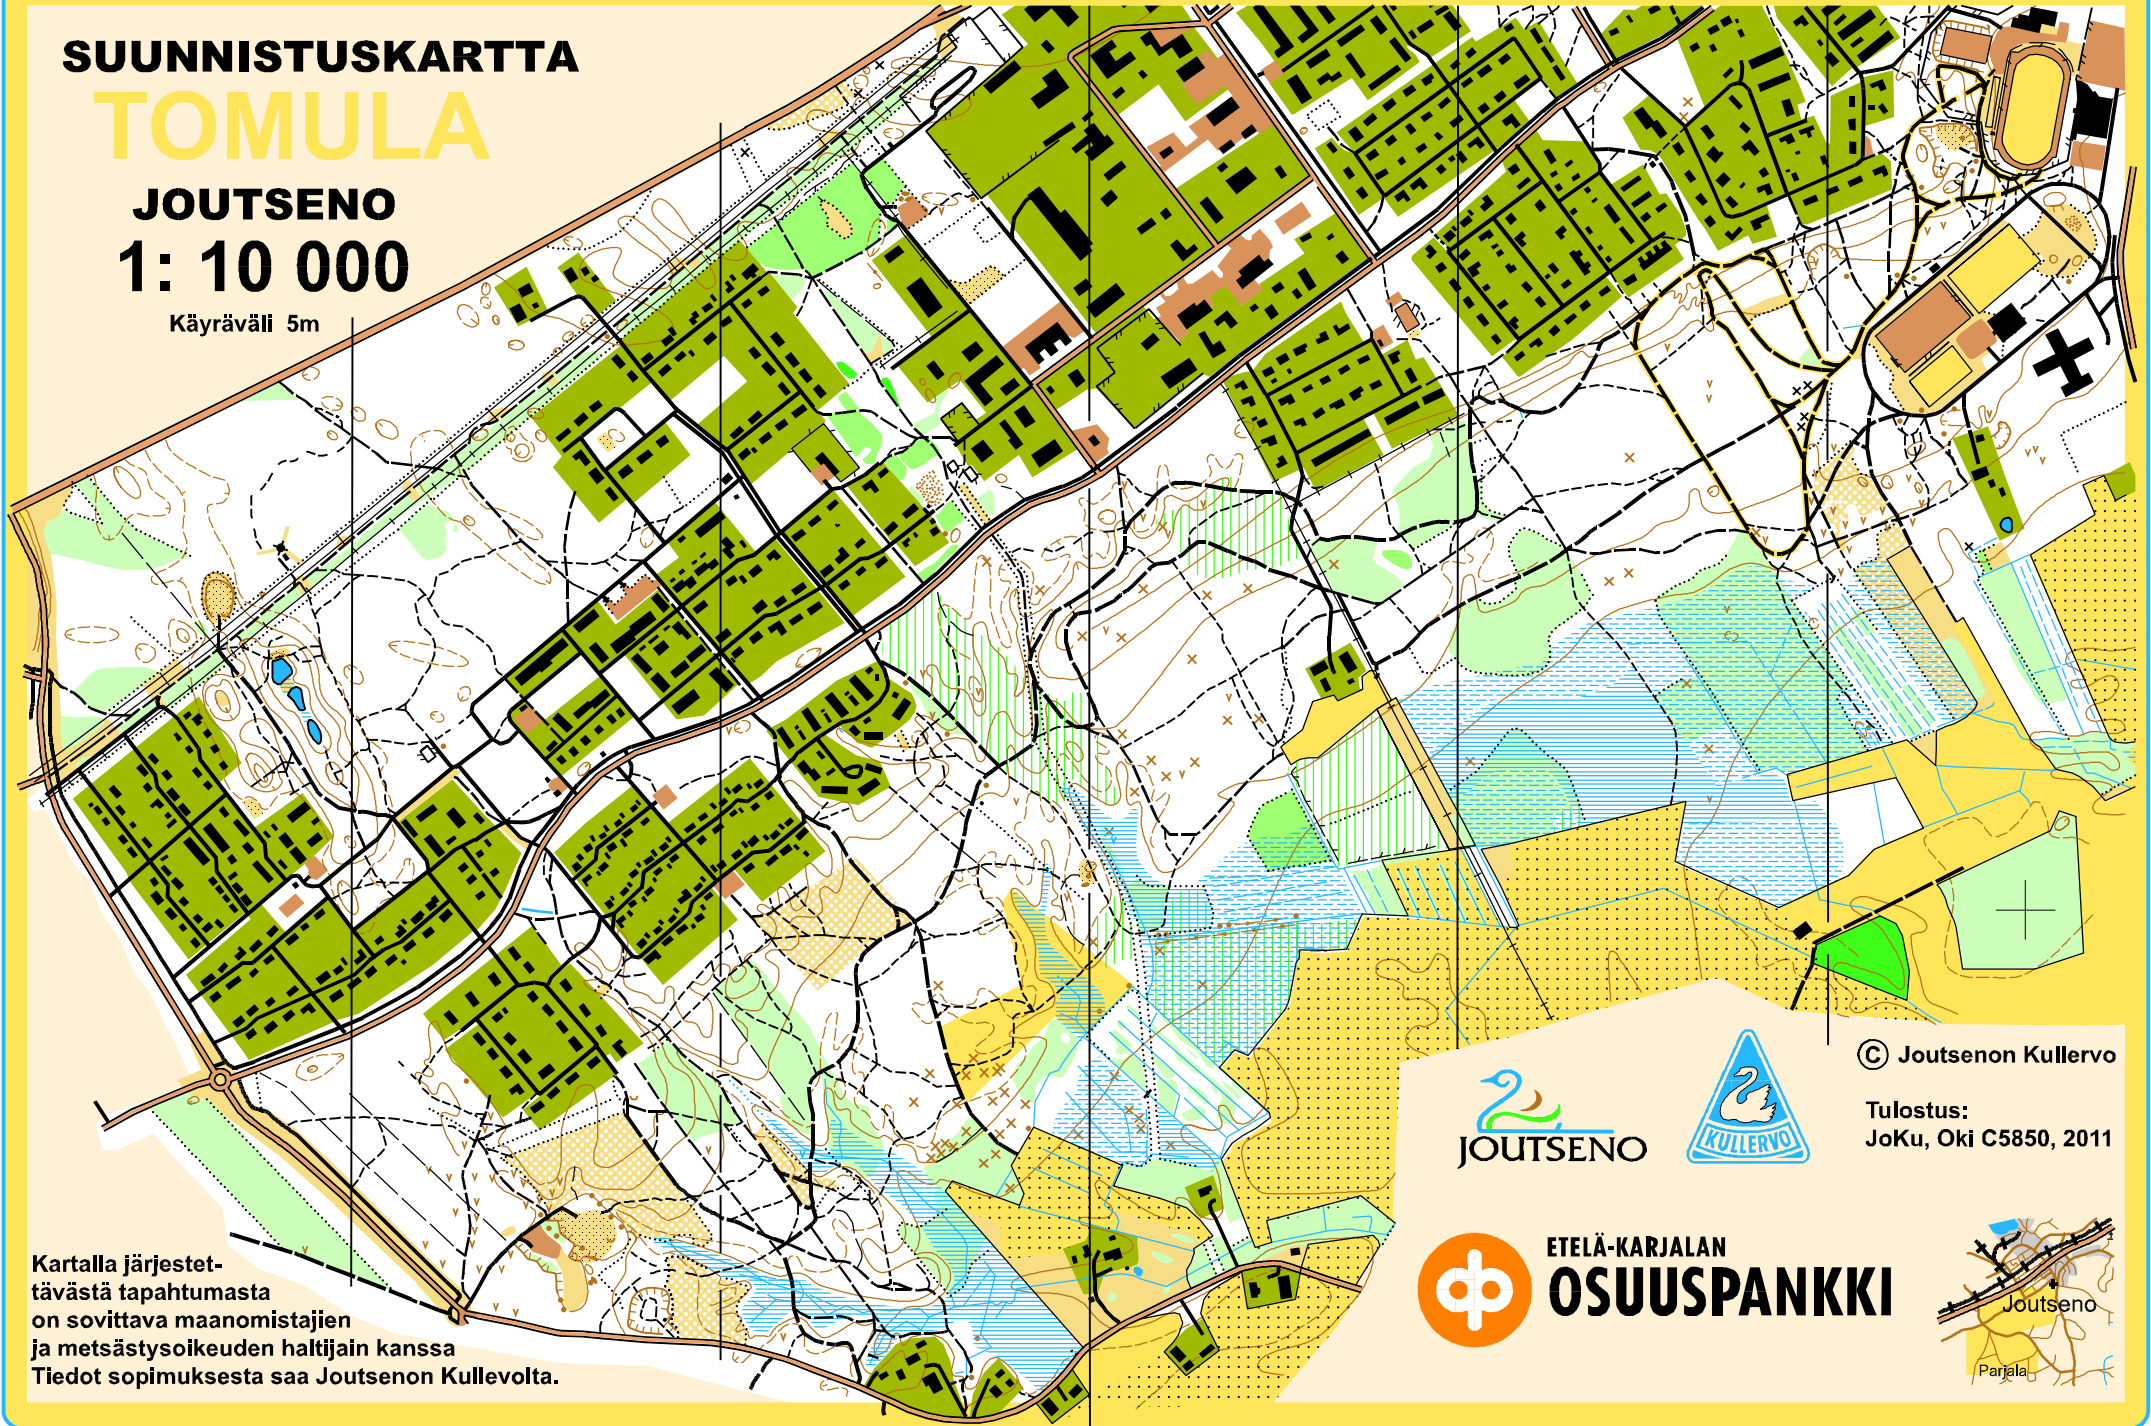 SUUNNISTUSKARTTA
TOMULA
JOUTSENO
1: 10 000
Käyräväli 5m
© Joutsenon Kullervo
Tulostus:
JoKu, Oki C5850, 2011
JOUTSENO
KULLERVO
ETELÄ-KARJALAN
OSUUSPANKKI
Joutseno
Parjala
Kartalla järjestet-
tävästä tapahtumasta
on sovittava maanomistajien
ja metsästysoikeuden haltijain kanssa
Tiedot sopimuksesta saa Joutsenon Kullevolta.